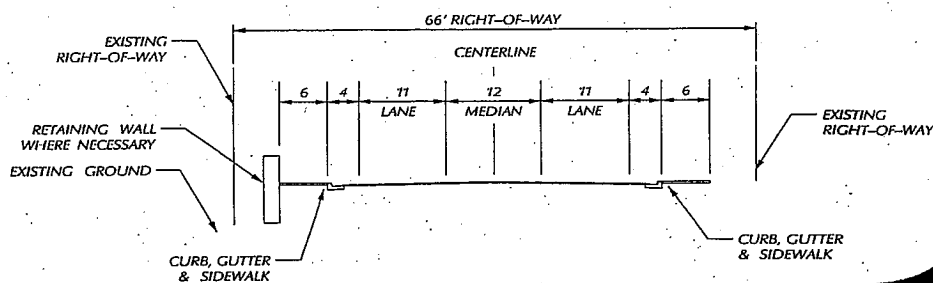 66' RIGHT-OF-WAY
EXISTING
RIGHT-OF-WAY
CENTERLINE
6 4 11 12 11 4 6
LANE MEDIAN LANE
RETAINING WALL
WHERE NECESSARY
EXISTING
RIGHT-OF-WAY
EXISTING GROUND
CURB, GUTTER
& SIDEWALK
CURB, GUTTER
& SIDEWALK